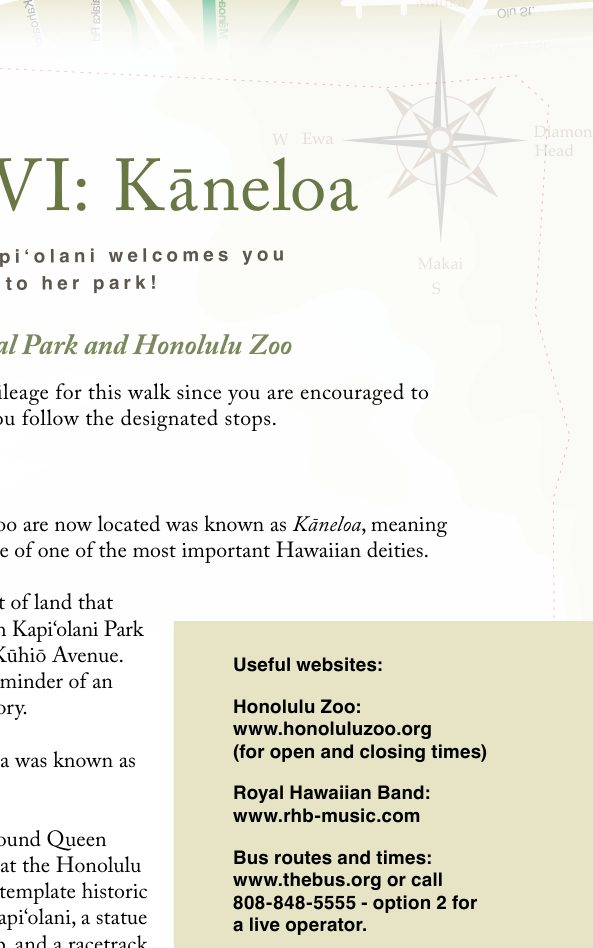 Olu St.
W Ewa
Diamon
Head
VI: Kāneloa
pi‘olani welcomes you
to her park!
Makai
S
al Park and Honolulu Zoo
ileage for this walk since you are encouraged to
ou follow the designated stops.
oo are now located was known as Kāneloa, meaning
e of one of the most important Hawaiian deities.
t of land that
n Kapi‘olani Park
Kūhiō Avenue.
minder of an
ory.
a was known as
ound Queen
at the Honolulu
template historic
api‘olani, a statue
and a racetrack
Useful websites:
Honolulu Zoo:
www.honoluluzoo.org
(for open and closing times)
Royal Hawaiian Band:
www.rhb-music.com
Bus routes and times:
www.thebus.org or call
808-848-5555 - option 2 for
a live operator.